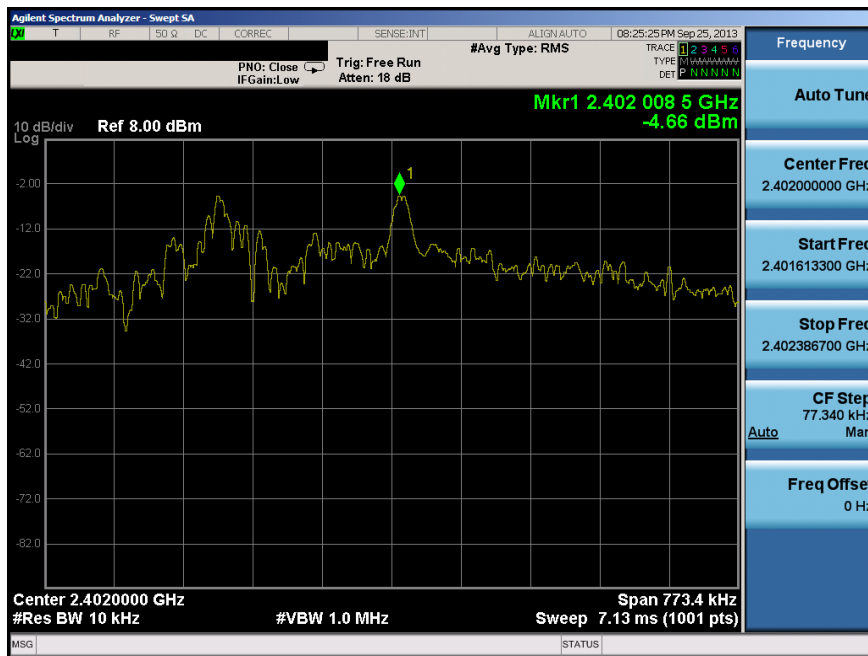 Agilent Spectrum Analyzer - Swept SA
LXI T RF 50 Ω DC CORREC SENSE:INT ALIGN AUTO 08:25:25 PM Sep 25, 2013
#Avg Type: RMS TRACE 1 2 3 4 5 6
PNO: Close Trig: Free Run TYPE M
IFGain:Low Atten: 18 dB DET P N N N N N
Mkr1 2.402 008 5 GHz
-4.66 dBm
10 dB/div Ref 8.00 dBm
Log
1
-2.00
-12.0
-22.0
-32.0
-42.0
-52.0
-62.0
-72.0
-82.0
Center 2.4020000 GHz Span 773.4 kHz
#Res BW 10 kHz #VBW 1.0 MHz Sweep 7.13 ms (1001 pts)
MSG STATUS
Frequency
Auto Tune
Center Freq
2.402000000 GHz
Start Freq
2.401613300 GHz
Stop Freq
2.402386700 GHz
CF Step
77.340 kHz
Auto Man
Freq Offset
0 Hz